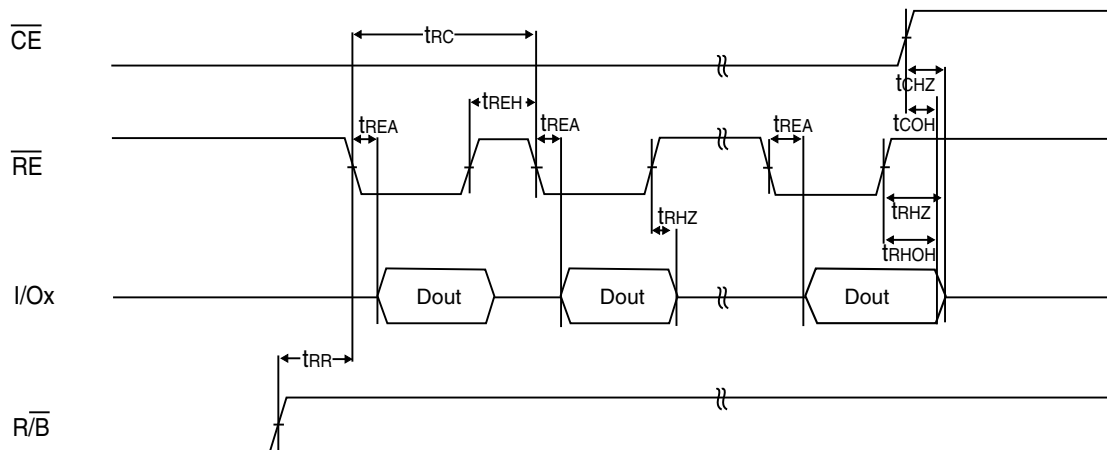 CE
tRC
tCHZ
tREH
tCOH
tREA
tREA
tREA
RE
tRHZ
tRHZ
tRHOH
I/Ox
Dout
Dout
Dout
tRR
R/B